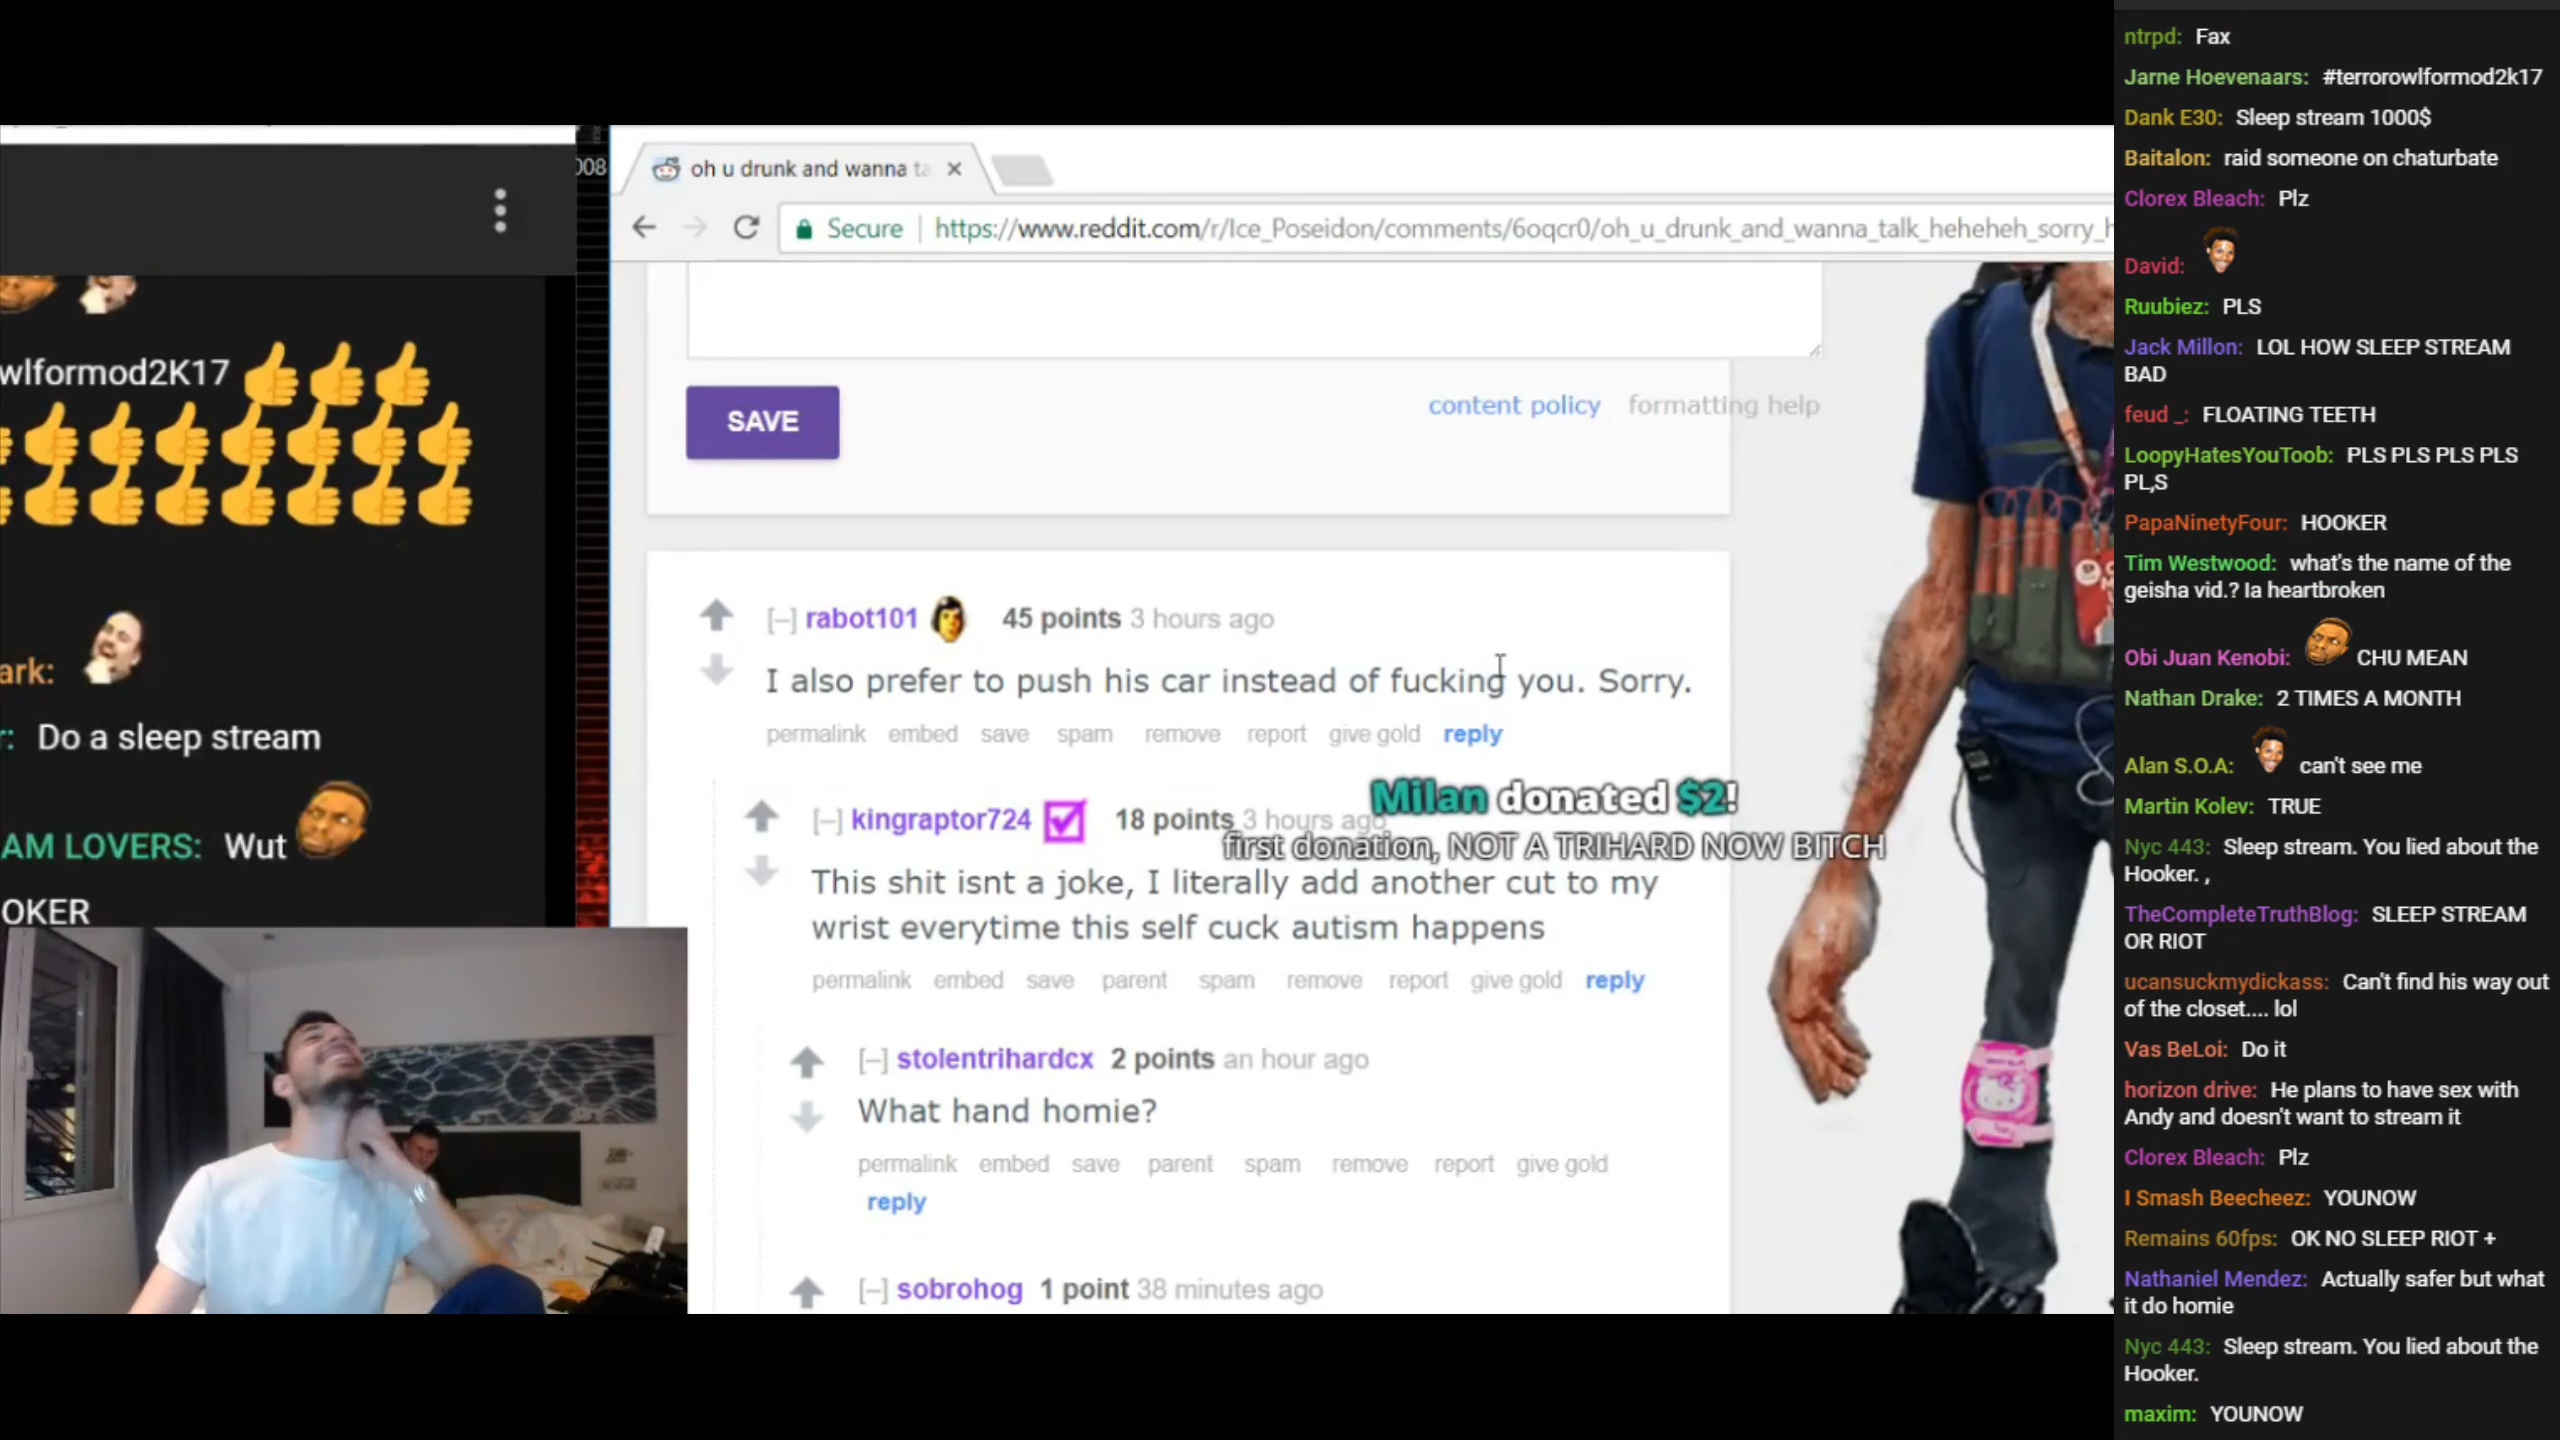 008
oh u drunk and wanna ta
Secure
https://www.reddit.com/r/Ice_Poseidon/comments/6oqcr0/oh_u_drunk_and_wanna_talk_heheheh_sorry_h
wlformod2K17
ark:
r: Do a sleep stream
AM LOVERS: Wut
OKER
SAVE
content policy formatting help
[–] rabot101 45 points 3 hours ago
I also prefer to push his car instead of fucking you. Sorry.
permalink embed save spam remove report give gold reply
[–] kingraptor724 18 points 3 hours ago
Milan donated $2!
first donation, NOT A TRIHARD NOW BITCH
This shit isnt a joke, I literally add another cut to my
wrist everytime this self cuck autism happens
permalink embed save parent spam remove report give gold reply
[–] stolentrihardcx 2 points an hour ago
What hand homie?
permalink embed save parent spam remove report give gold
reply
[–] sobrohog 1 point 38 minutes ago
ntrpd: Fax
Jarne Hoevenaars: #terrorowlformod2k17
Dank E30: Sleep stream 1000$
Baitalon: raid someone on chaturbate
Clorex Bleach: Plz
David:
Ruubiez: PLS
Jack Millon: LOL HOW SLEEP STREAM
BAD
feud _: FLOATING TEETH
LoopyHatesYouToob: PLS PLS PLS PLS
PL,S
PapaNinetyFour: HOOKER
Tim Westwood: what's the name of the
geisha vid.? Ia heartbroken
Obi Juan Kenobi: CHU MEAN
Nathan Drake: 2 TIMES A MONTH
Alan S.O.A: can't see me
Martin Kolev: TRUE
Nyc 443: Sleep stream. You lied about the
Hooker. ,
TheCompleteTruthBlog: SLEEP STREAM
OR RIOT
ucansuckmydickass: Can't find his way out
of the closet.... lol
Vas BeLoi: Do it
horizon drive: He plans to have sex with
Andy and doesn't want to stream it
Clorex Bleach: Plz
I Smash Beecheez: YOUNOW
Remains 60fps: OK NO SLEEP RIOT +
Nathaniel Mendez: Actually safer but what
it do homie
Nyc 443: Sleep stream. You lied about the
Hooker.
maxim: YOUNOW